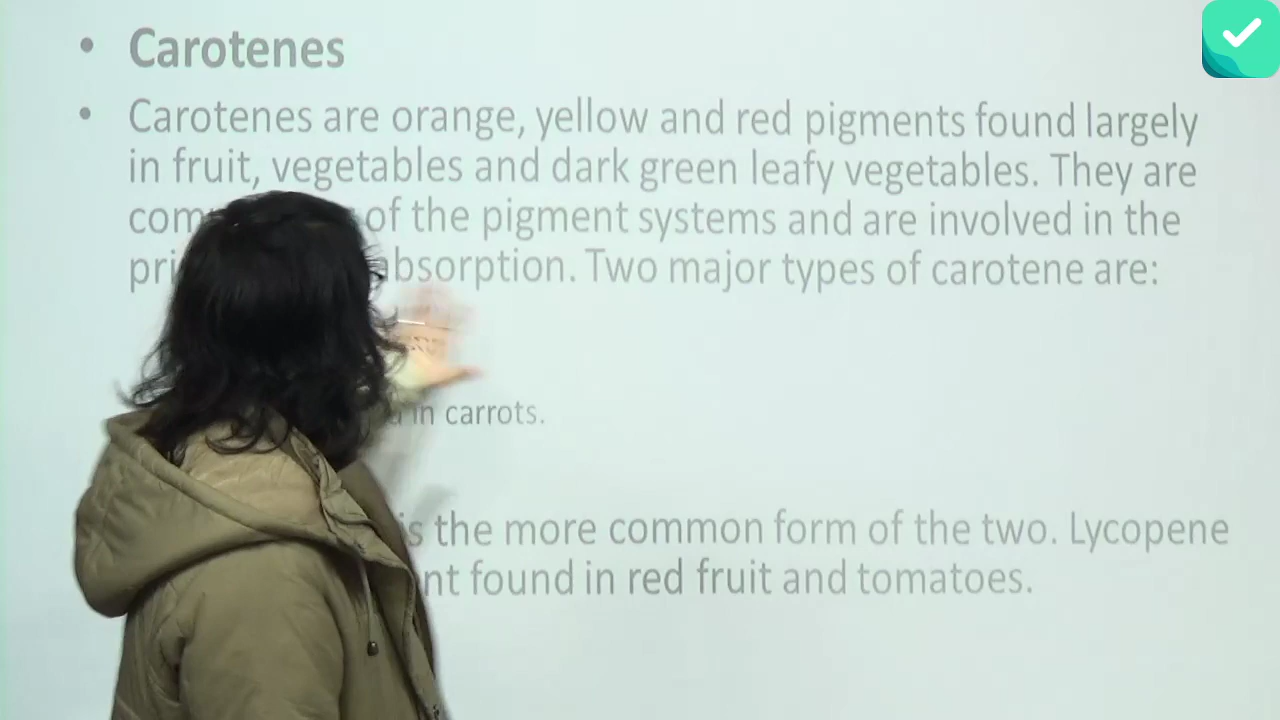 Carotenes
Carotenes are orange, yellow and red pigments found largely
in fruit, vegetables and dark green leafy vegetables. They are
of the pigment systems and are involved in the
absorption. Two major types of carotene are:
in carrots.
is the more common form of the two. Lycopene
found in red fruit and tomatoes.